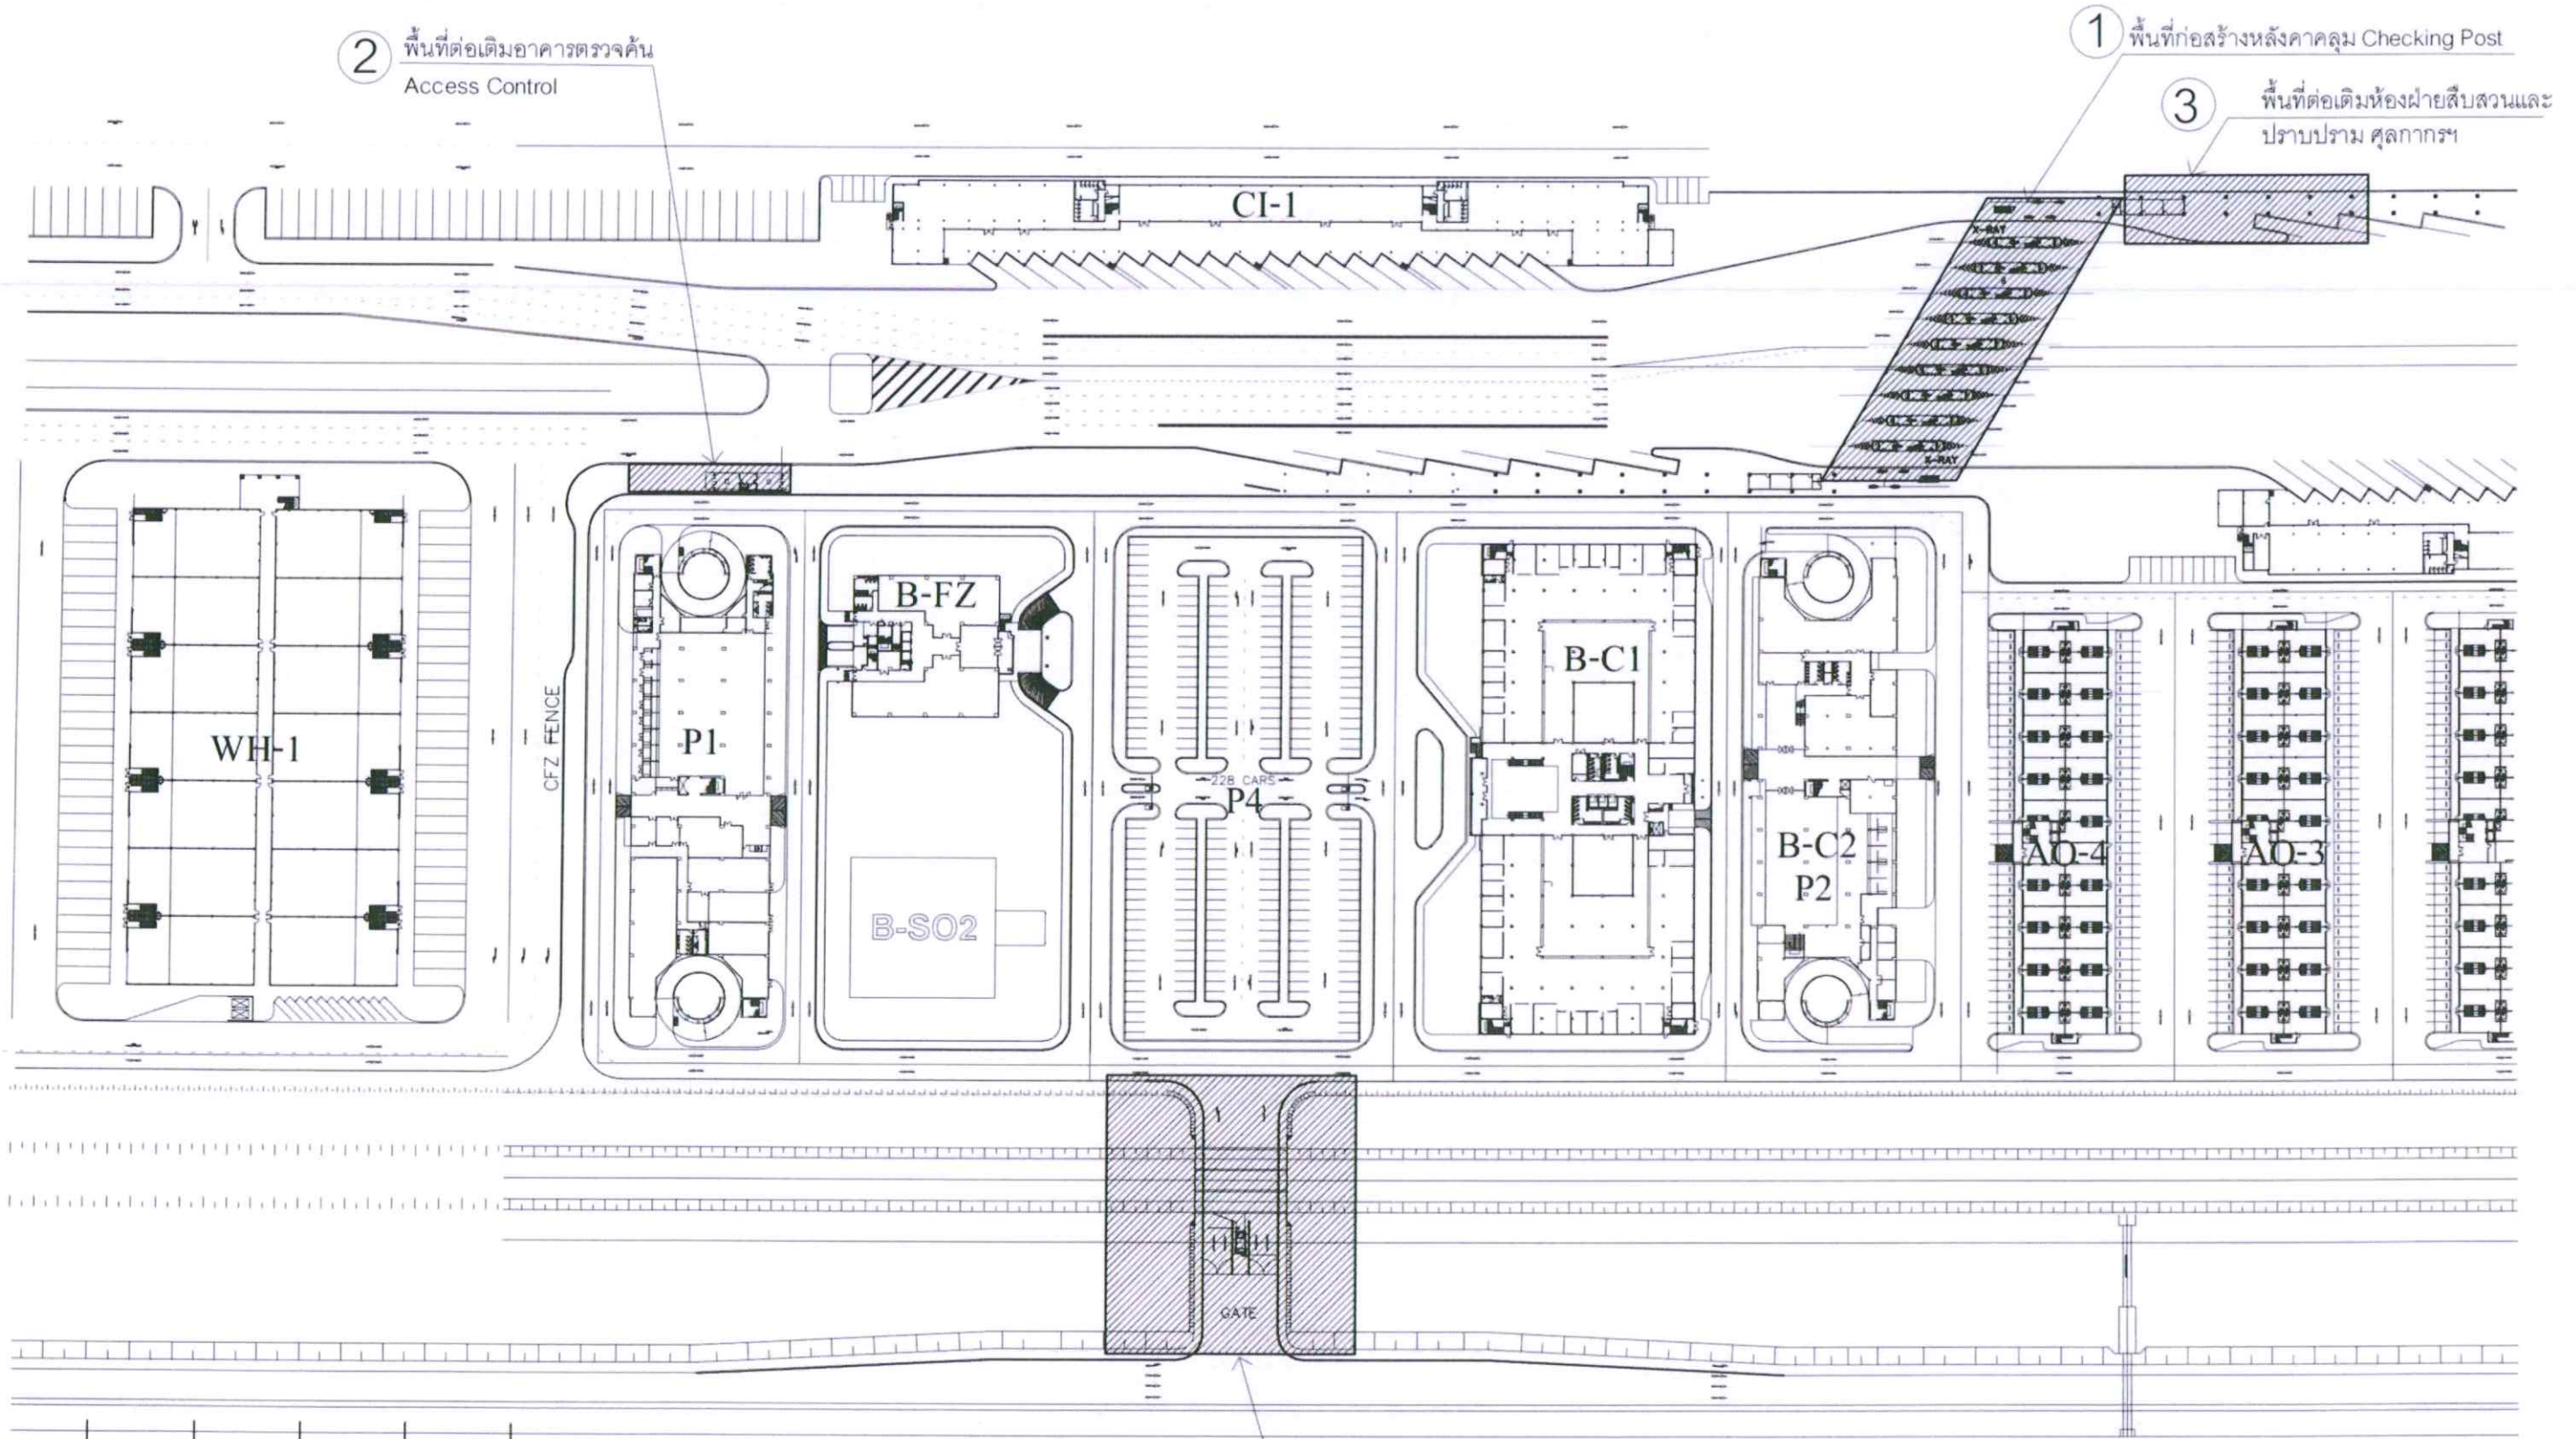 2 พื้นที่ต่อเติมอาคารตรวจค้น
Access Control
1 พื้นที่ก่อสร้างหลังคาคลุม Checking Post
3 พื้นที่ต่อเติมห้องฝ่ายสืบสวนและ
ปราบปราม ศุลกากรฯ
CI-1
X-RAY
X-RAY
B-FZ
B-C1
CFZ FENCE
WH-1
P1
228 CARS
P4
B-C2
P2
AO-4
AO-3
B-SO2
GATE